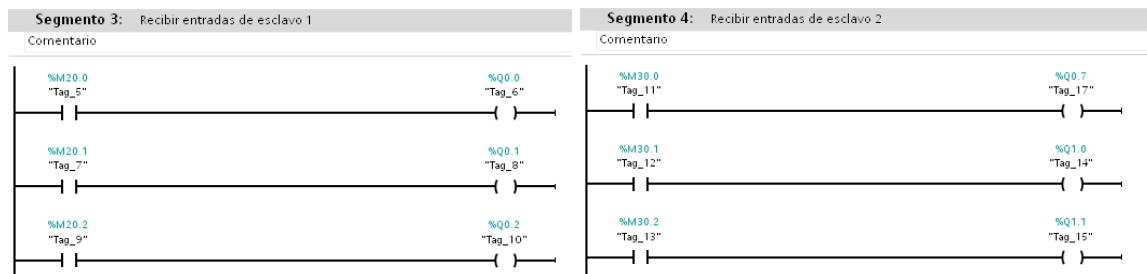 Segmento 3: Recibir entradas de esclavo 1
Comentario
%M20.0 %Q0.0
"Tag_5" "Tag_6"
%M20.1 %Q0.1
"Tag_7" "Tag_8"
%M20.2 %Q0.2
"Tag_9" "Tag_10"
Segmento 4: Recibir entradas de esclavo 2
Comentario
%M30.0 %Q0.7
"Tag_11" "Tag_17"
%M30.1 %Q1.0
"Tag_12" "Tag_14"
%M30.2 %Q1.1
"Tag_13" "Tag_15"